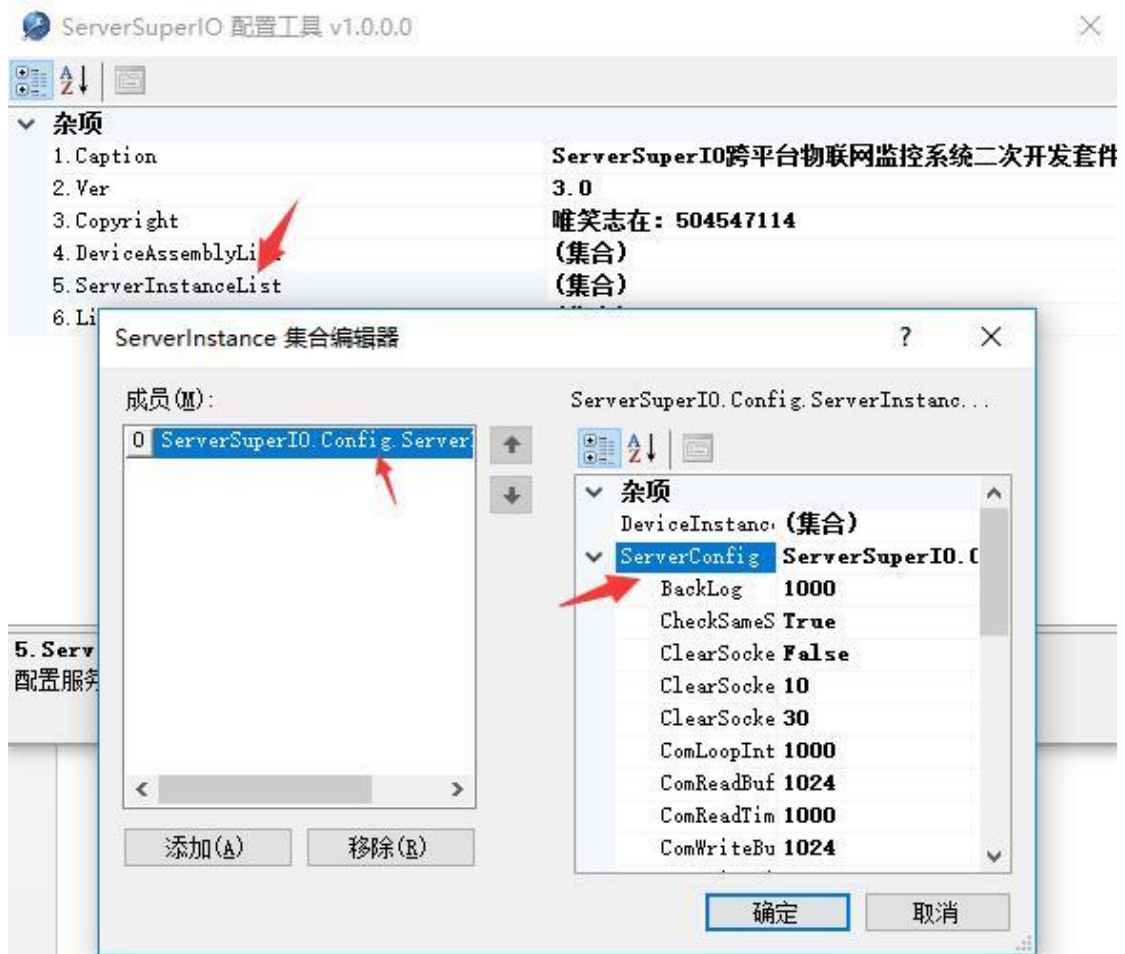 ServerSuperIO 配置工具 v1.0.0.0
杂项
1.Caption ServerSuperIO跨平台物联网监控系统二次开发套件
2.Ver 3.0
3.Copyright 唯笑志在: 504547114
4.DeviceAssemblyLi (集合)
5.ServerInstanceList (集合)
6.Li
ServerInstance 集合编辑器 ?
成员(M):
0 ServerSuperIO.Config.Server
添加(A) 移除(R)
ServerSuperIO.Config.ServerInstanc...
杂项
DeviceInstanc (集合)
ServerConfig ServerSuperIO.C
BackLog 1000
CheckSameS True
ClearSocke False
ClearSocke 10
ClearSocke 30
ComLoopInt 1000
ComReadBuf 1024
ComReadTim 1000
ComWriteBu 1024
确定 取消
5.Serv
配置服务